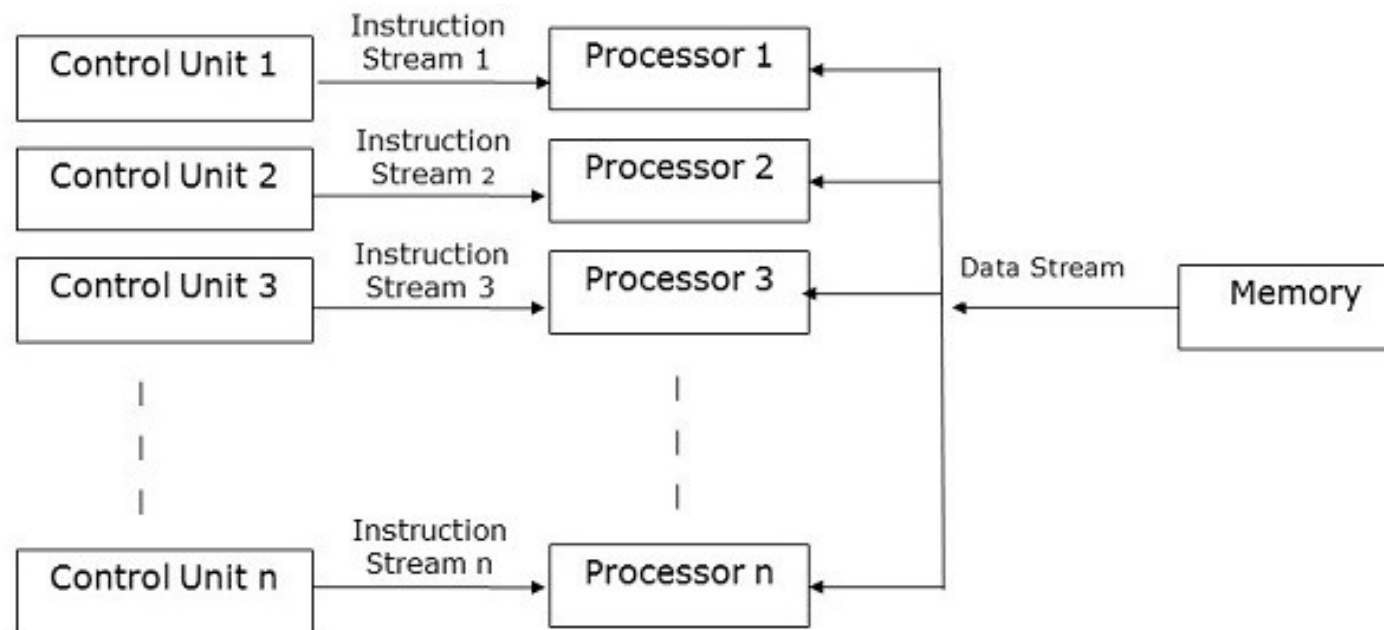 Instruction
Stream 1
Control Unit 1
Processor 1
Instruction
Stream 2
Control Unit 2
Processor 2
Instruction
Stream 3
Control Unit 3
Processor 3
Data Stream
Memory
Instruction
Stream n
Control Unit n
Processor n